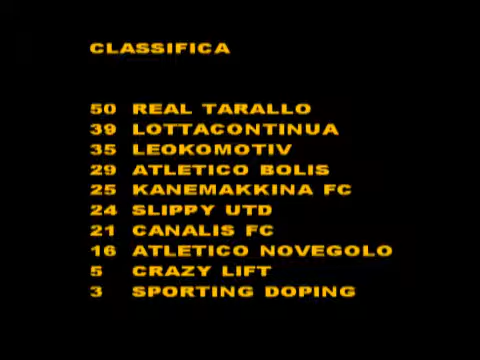 CLASSIFICA
50 REAL TARALLO
39 LOTTACONTINUA
35 LEOKOMOTIV
29 ATLETICO BOLIS
25 KANEMAKKINA FC
24 SLIPPY UTD
21 CANALIS FC
16 ATLETICO NOVEGOLO
5 CRAZY LIFT
3 SPORTING DOPING